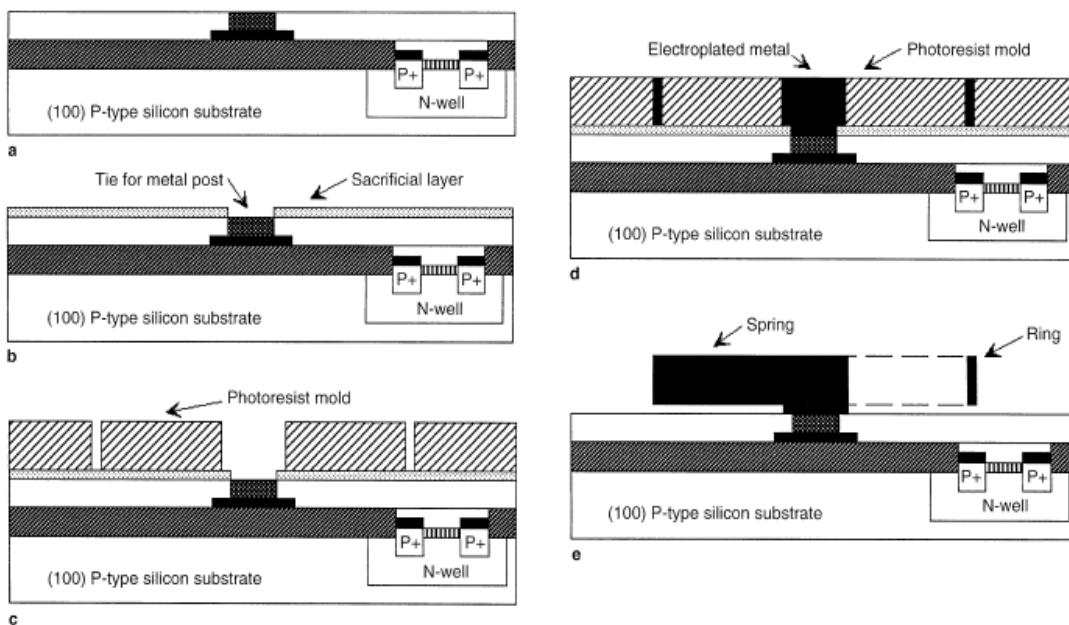 P+
P+
N-well
(100) P-type silicon substrate
a
Tie for metal post
Sacrificial layer
P+
P+
N-well
(100) P-type silicon substrate
b
Photoresist mold
P+
P+
N-well
(100) P-type silicon substrate
c
Electroplated metal
Photoresist mold
P+
P+
N-well
(100) P-type silicon substrate
d
Spring
Ring
P+
P+
N-well
(100) P-type silicon substrate
e